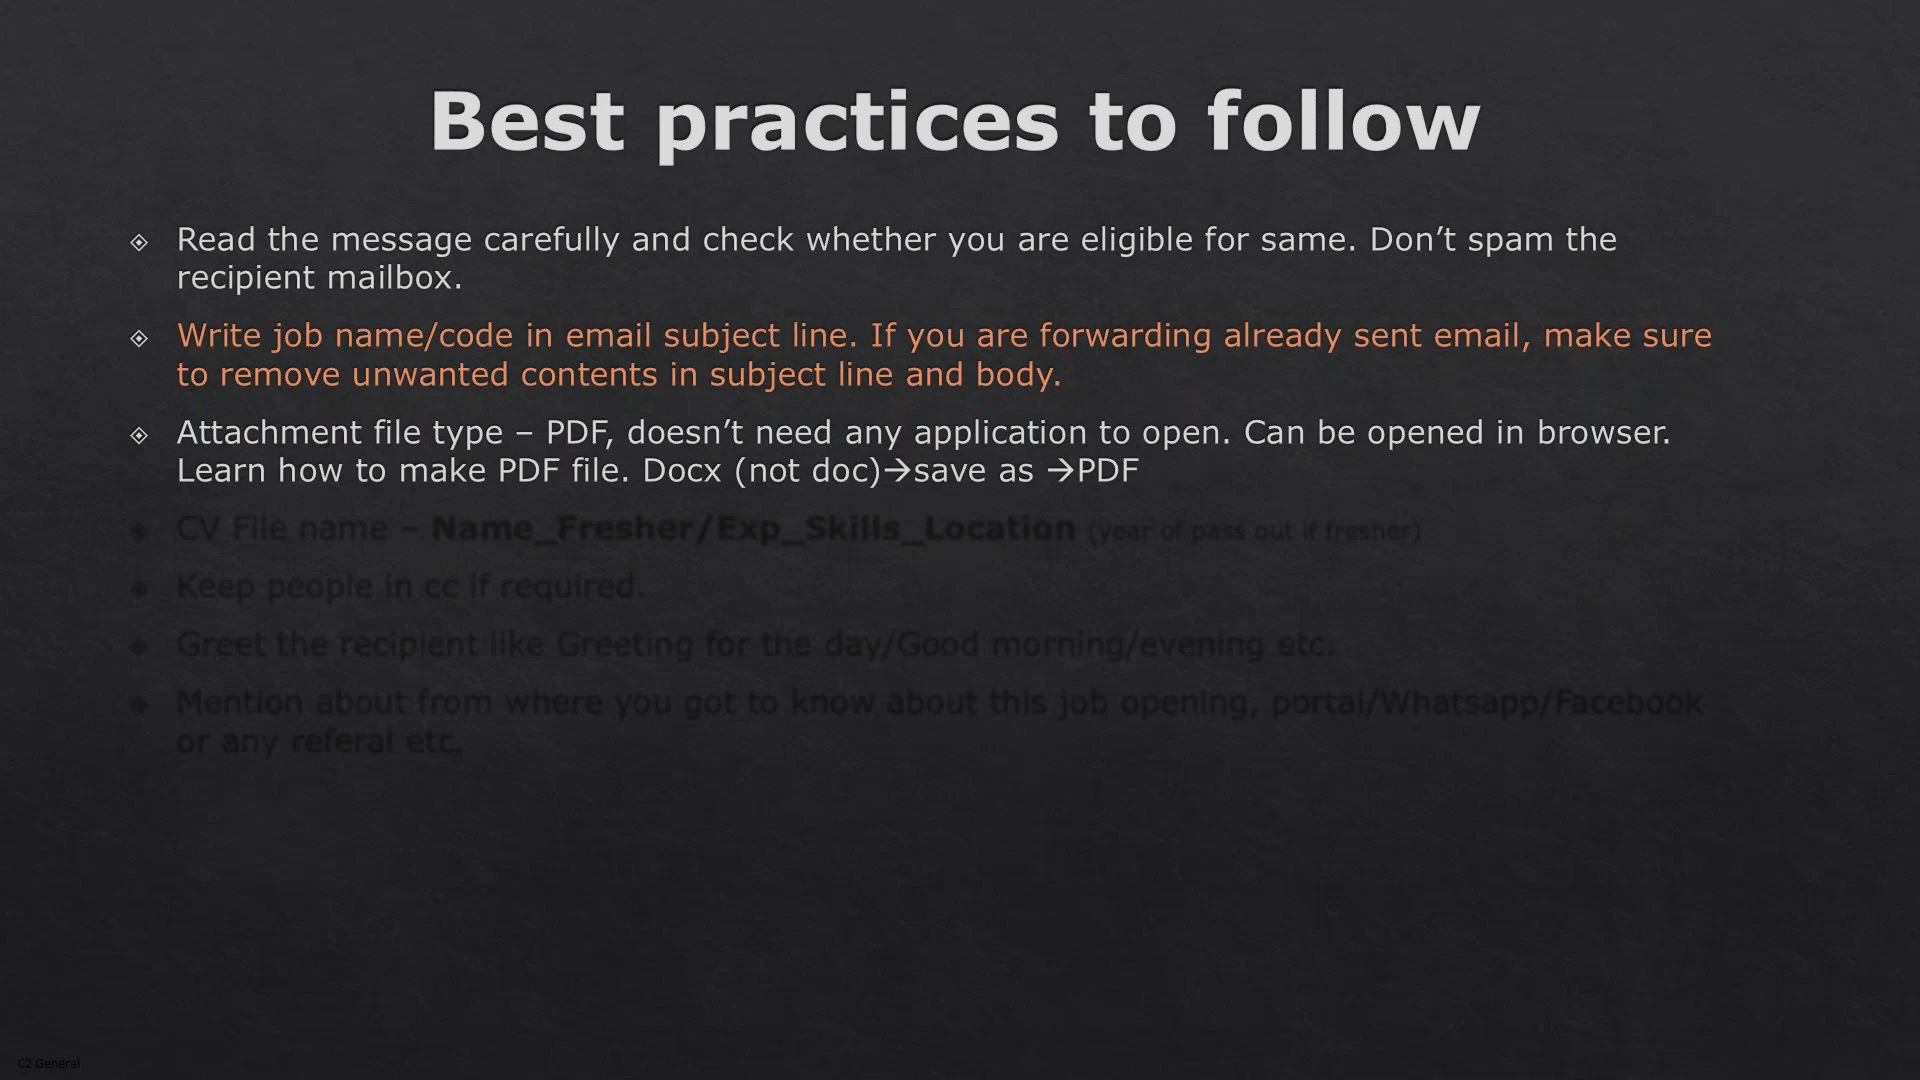 Best practices to follow
Read the message carefully and check whether you are eligible for same. Don’t spam the
recipient mailbox.
Write job name/code in email subject line. If you are forwarding already sent email, make sure
to remove unwanted contents in subject line and body.
Attachment file type – PDF, doesn’t need any application to open. Can be opened in browser.
Learn how to make PDF file. Docx (not doc)→save as →PDF
CV File name – Name_Fresher/Exp_Skills_Location (year of pass out if fresher)
Keep people in cc if required.
Greet the recipient like Greeting for the day/Good morning/evening etc.
Mention about from where you got to know about this job opening, portal/Whatsapp/Facebook
or any referal etc.
C2 General